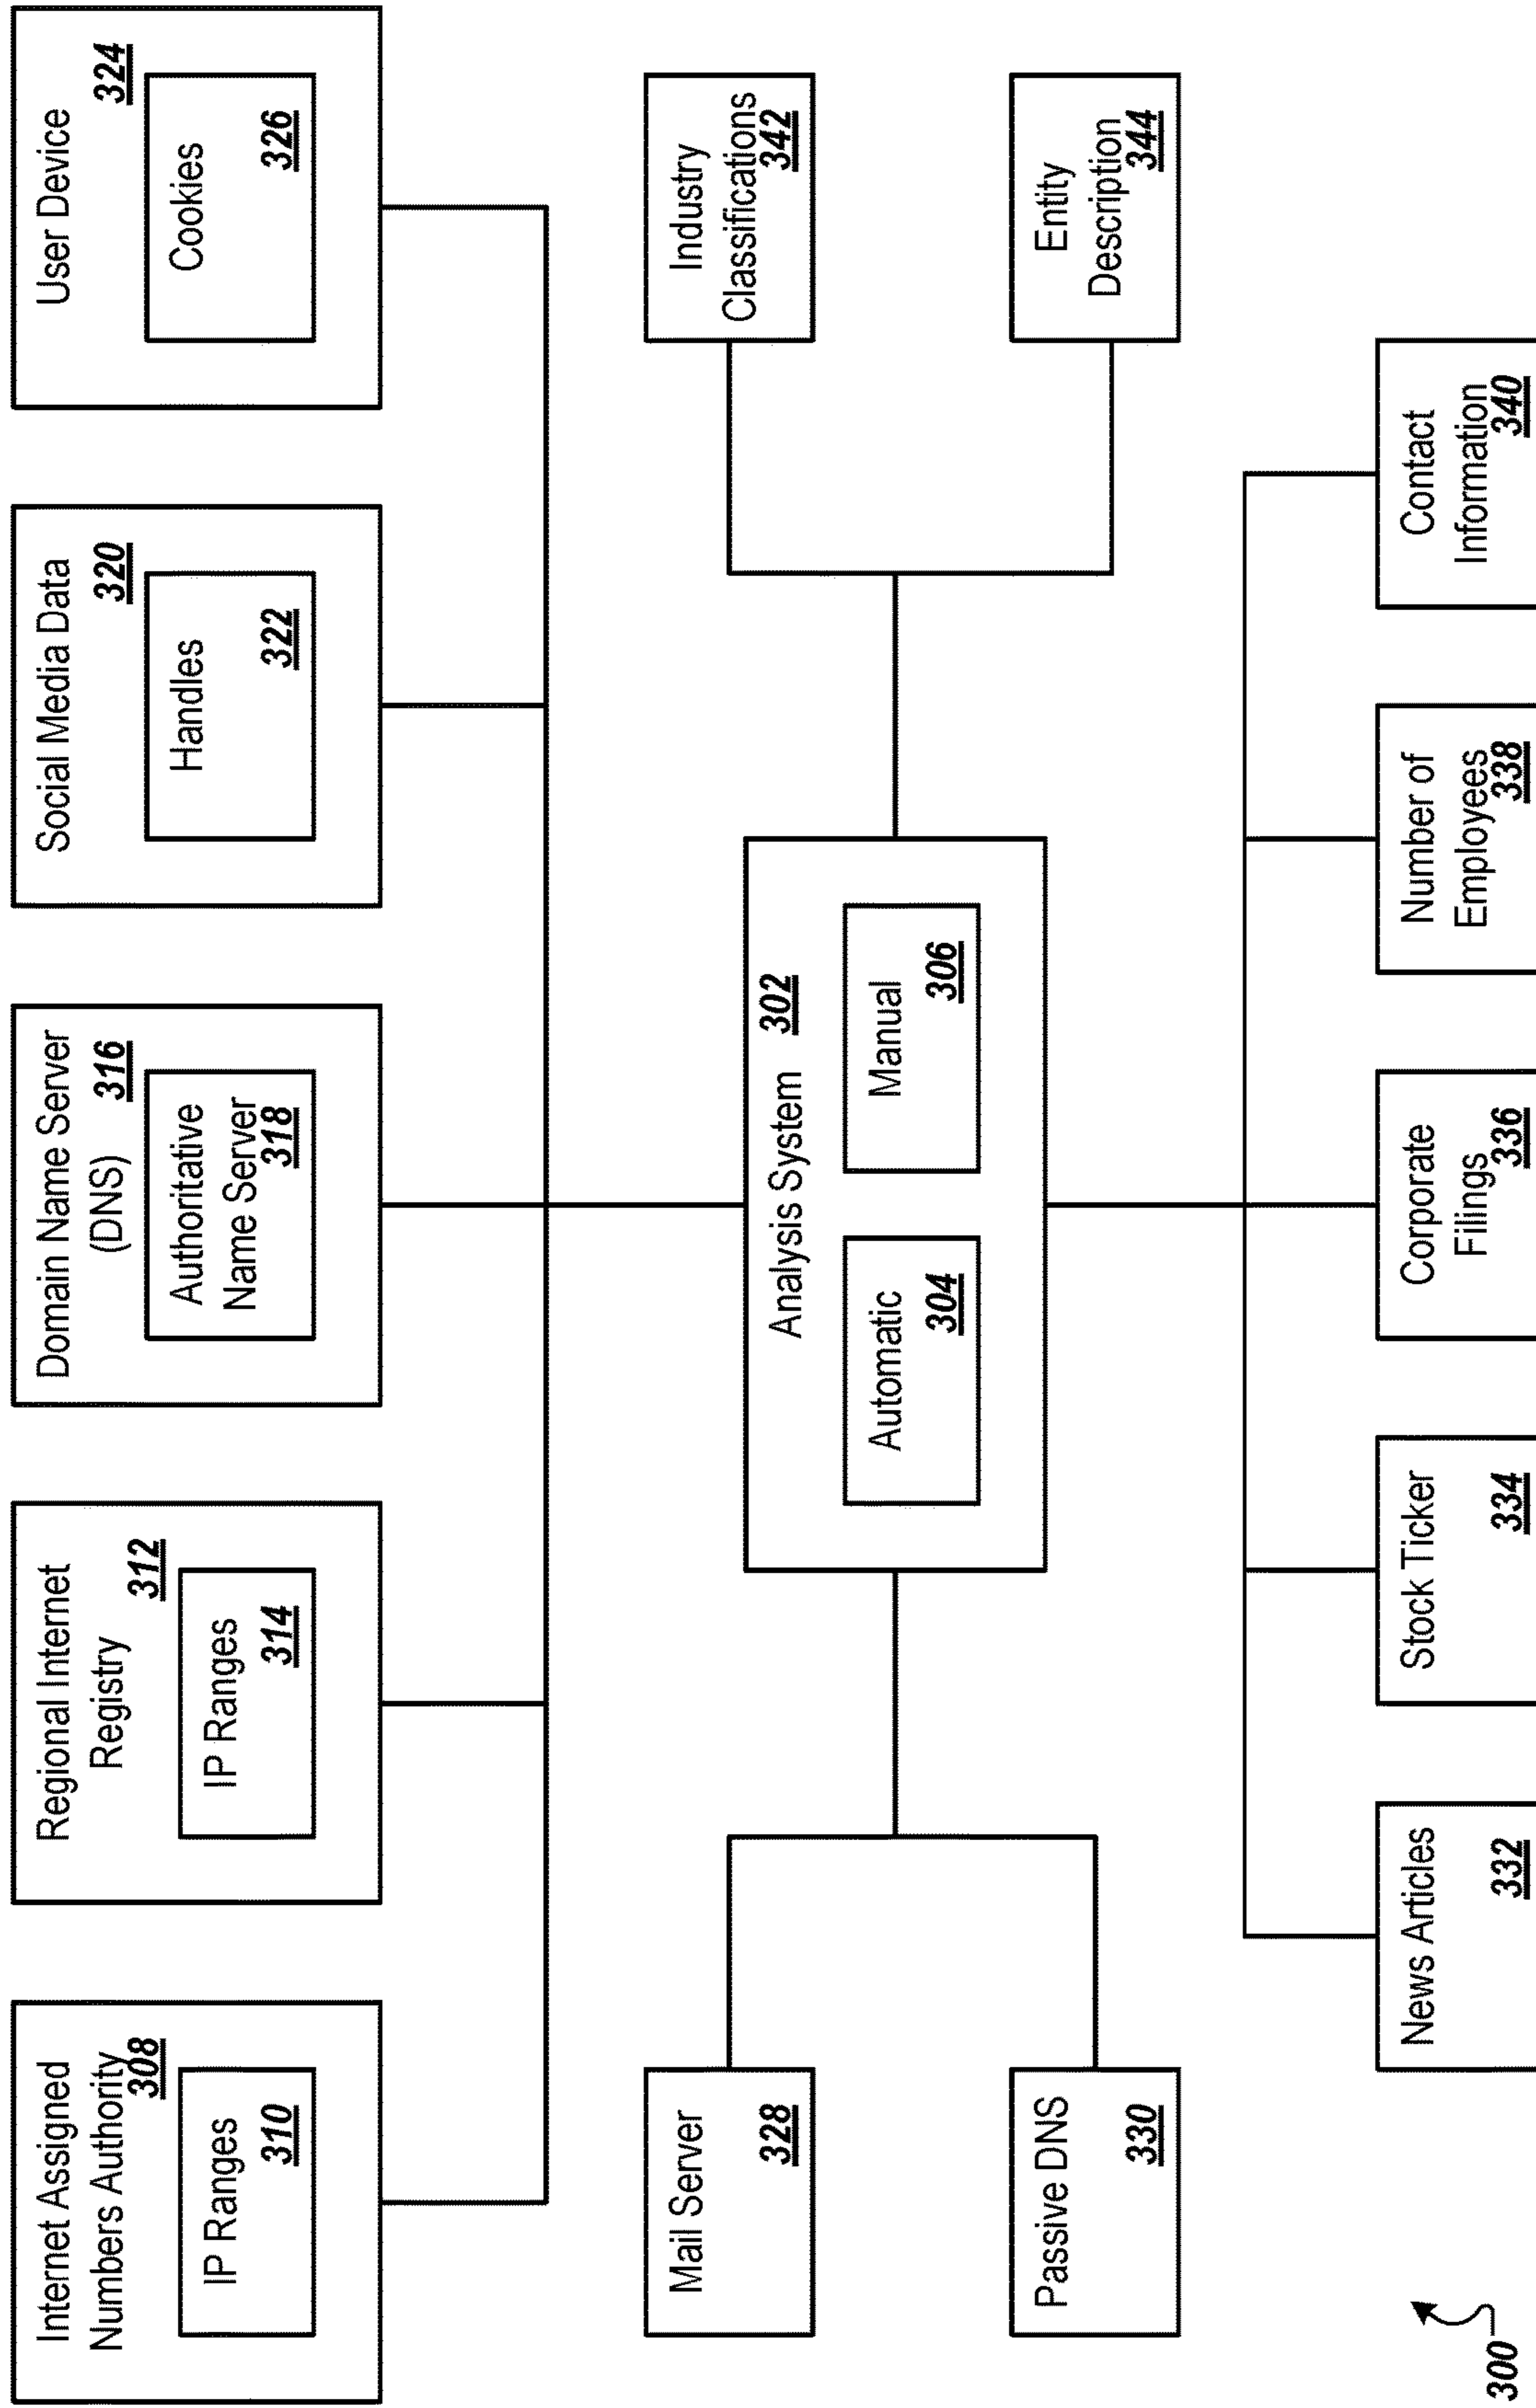 Internet Assigned
Numbers Authority
308
IP Ranges
310
Regional Internet
Registry
312
IP Ranges
314
Domain Name Server
(DNS)
316
Authoritative
Name Server
318
Social Media Data
320
Handles
322
User Device
324
Cookies
326
Mail Server
328
Passive DNS
330
Analysis System
302
Automatic
304
Manual
306
Industry
Classifications
342
Entity
Description
344
News Articles
332
Stock Ticker
334
Corporate
Filings
336
Number of
Employees
338
Contact
Information
340
300